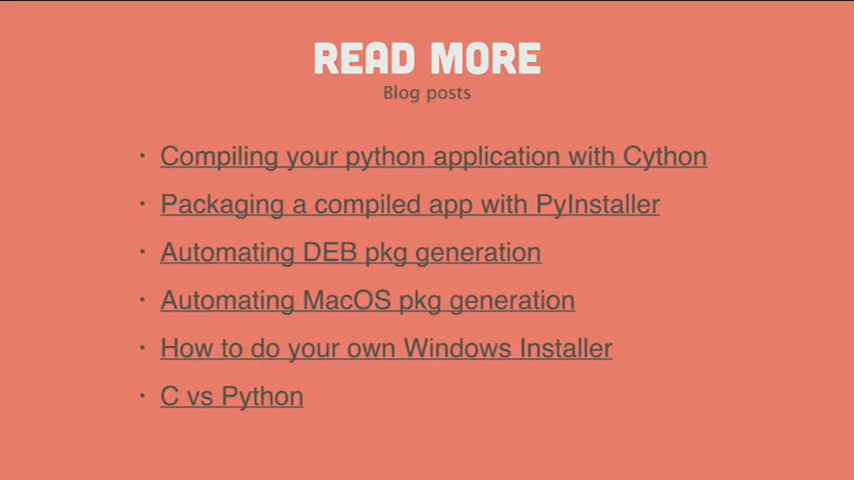 READ MORE
Blog posts
• Compiling your python application with Cython
• Packaging a compiled app with PyInstaller
• Automating DEB pkg generation
• Automating MacOS pkg generation
• How to do your own Windows Installer
• C vs Python